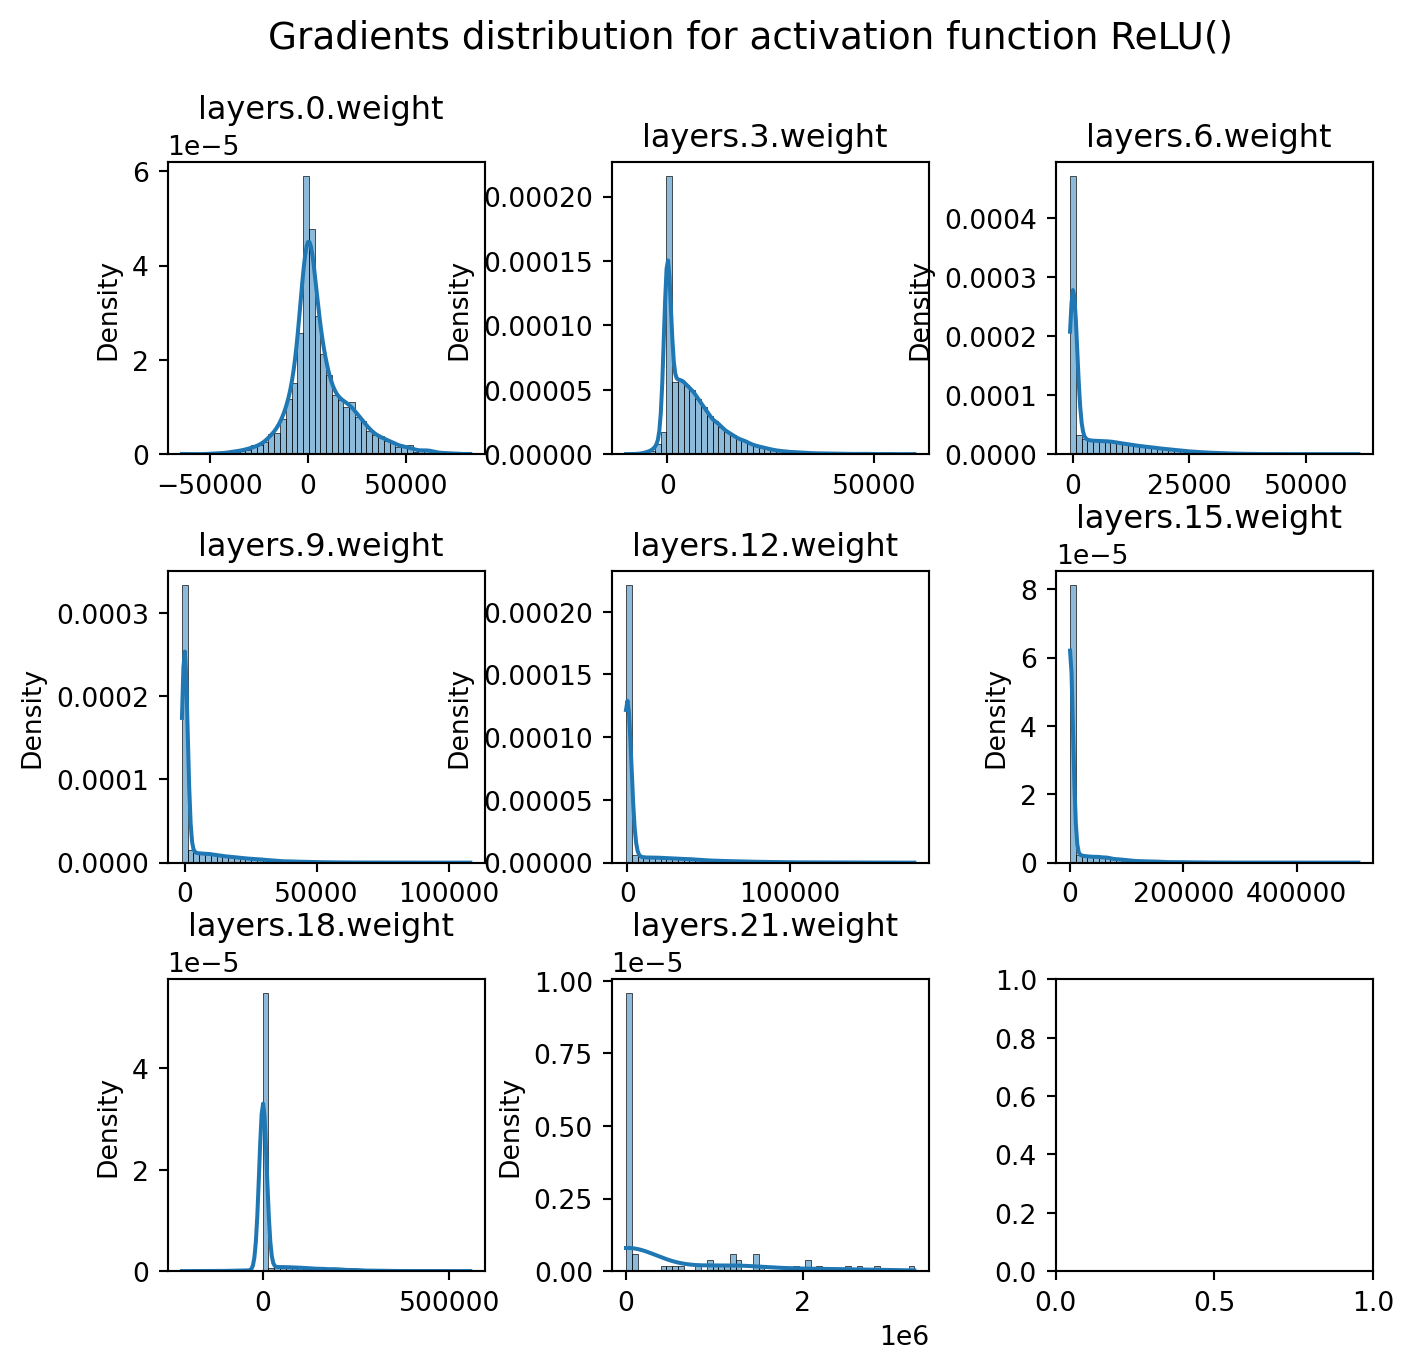 Gradients distribution for activation function ReLU()
layers.0.weight
1e−5
6
4
2
0
Density
−50000 0 50000
layers.3.weight
0.00020
0.00015
0.00010
0.00005
0.00000
Density
0 50000
layers.6.weight
0.0004
0.0003
0.0002
0.0001
0.0000
Density
0 25000 50000
layers.9.weight
0.0003
0.0002
0.0001
0.0000
Density
0 50000 100000
layers.12.weight
0.00020
0.00015
0.00010
0.00005
0.00000
Density
0 100000
layers.15.weight
1e−5
8
6
4
2
0
Density
0 200000 400000
layers.18.weight
1e−5
4
2
0
Density
0 500000
layers.21.weight
1e−5
1.00
0.75
0.50
0.25
0.00
Density
0 2
1e6
1.0
0.8
0.6
0.4
0.2
0.0
0.0 0.5 1.0